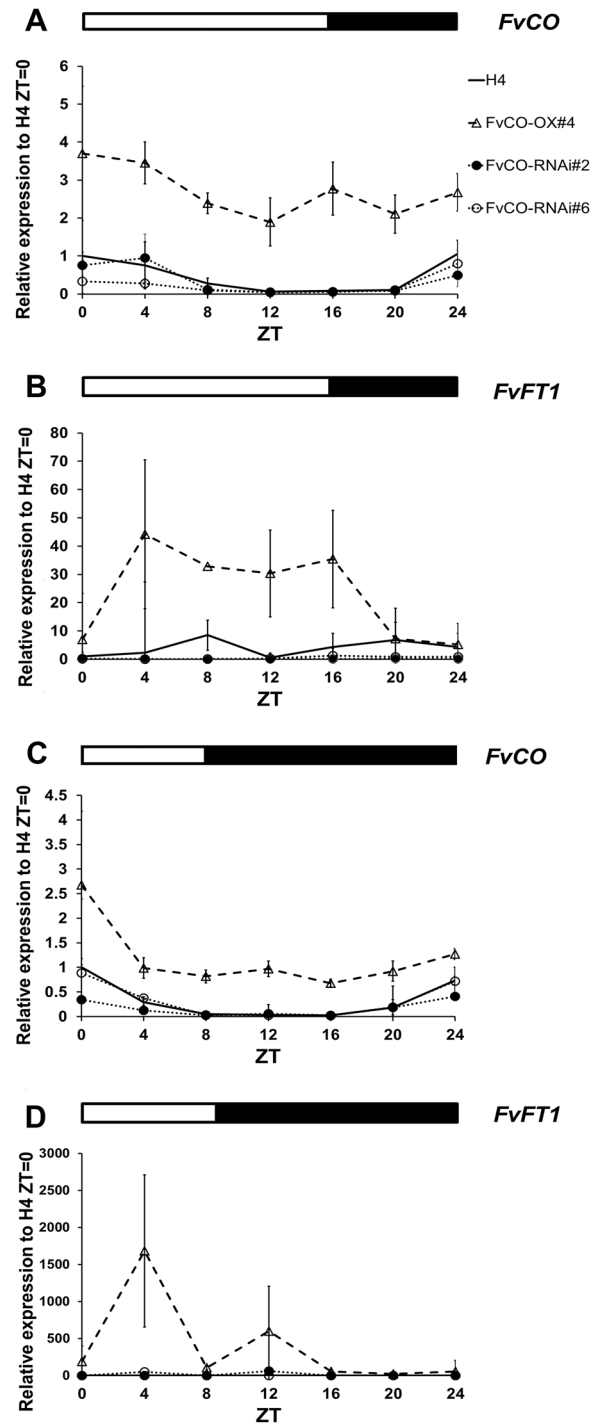 A
FvCO
Relative expression to H4 ZT=0
6
5
4
3
2
1
0
0 4 8 12 16 20 24
ZT
H4
FvCO-OX#4
FvCO-RNAi#2
FvCO-RNAi#6
B
FvFT1
Relative expression to H4 ZT=0
80
70
60
50
40
30
20
10
0
0 4 8 12 16 20 24
ZT
C
FvCO
Relative expression to H4 ZT=0
4.5
4
3.5
3
2.5
2
1.5
1
0.5
0
0 4 8 12 16 20 24
ZT
D
FvFT1
Relative expression to H4 ZT=0
3000
2500
2000
1500
1000
500
0
0 4 8 12 16 20 24
ZT